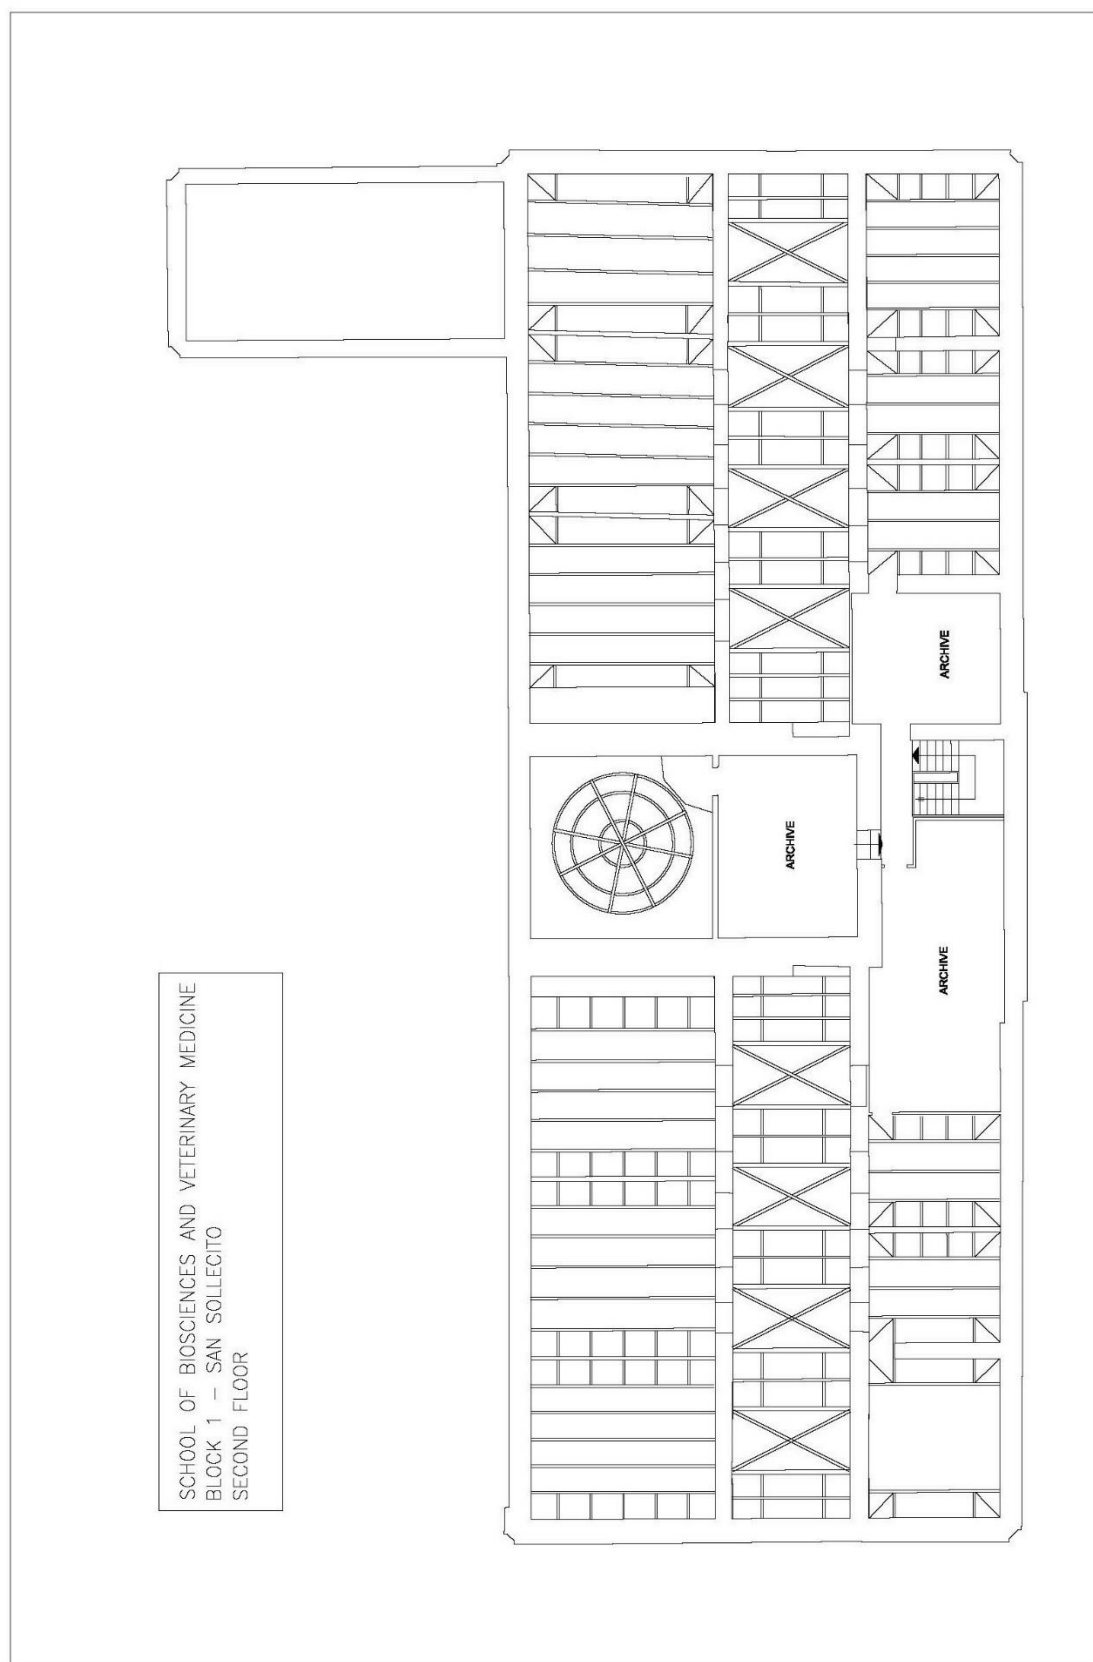 SCHOOL OF BIOSCIENCES AND VETERINARY MEDICINE
BLOCK 1 – SAN SOLLECITO
SECOND FLOOR
ARCHIVE
ARCHIVE
ARCHIVE